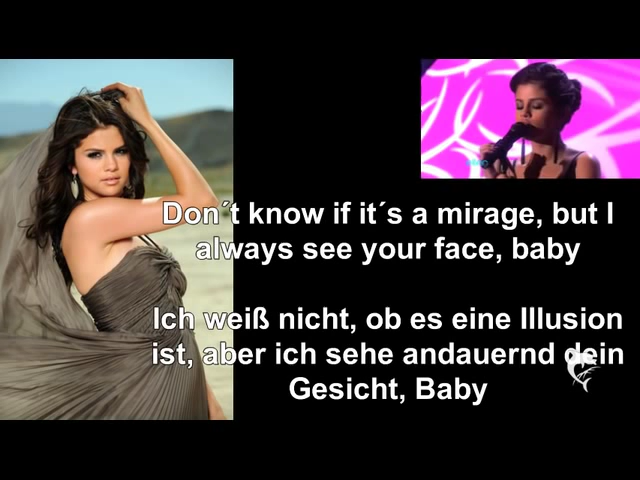 Don´t know if it´s a mirage, but I
always see your face, baby
Ich weiß nicht, ob es eine Illusion
ist, aber ich sehe andauernd dein
Gesicht, Baby